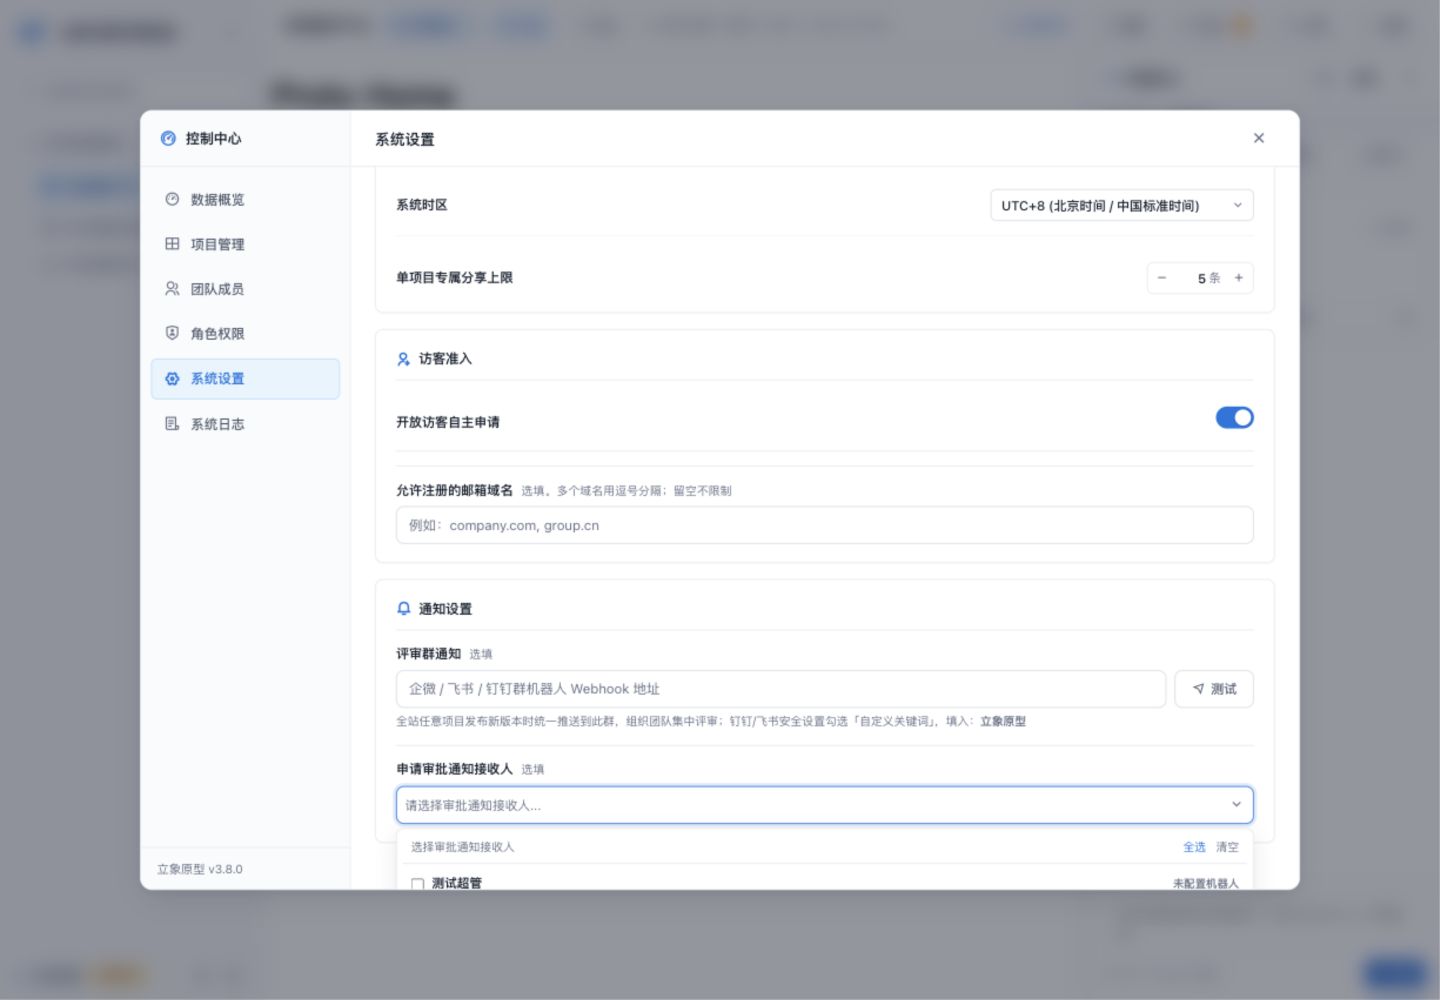 控制中心
数据概览
项目管理
团队成员
角色权限
系统设置
系统日志
立象原型 v3.8.0
系统设置
系统时区
UTC+8 (北京时间 / 中国标准时间)
单项目专属分享上限
5 条
访客准入
开放访客自主申请
允许注册的邮箱域名 选填，多个域名用逗号分隔；留空不限制
例如：company.com, group.cn
通知设置
评审群通知 选填
企微 / 飞书 / 钉钉群机器人 Webhook 地址
测试
全站任意项目发布新版本时统一推送到此群，组织团队集中评审；钉钉/飞书安全设置勾选「自定义关键词」，填入：立象原型
申请审批通知接收人 选填
请选择审批通知接收人...
选择审批通知接收人 全选 清空
测试超管 未配置机器人